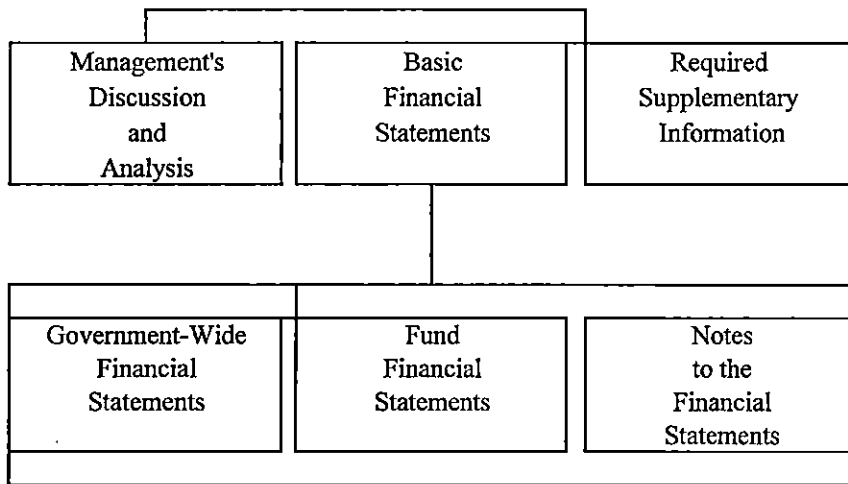 Management's
Discussion
and
Analysis
Basic
Financial
Statements
Required
Supplementary
Information
Government-Wide
Financial
Statements
Fund
Financial
Statements
Notes
to the
Financial
Statements